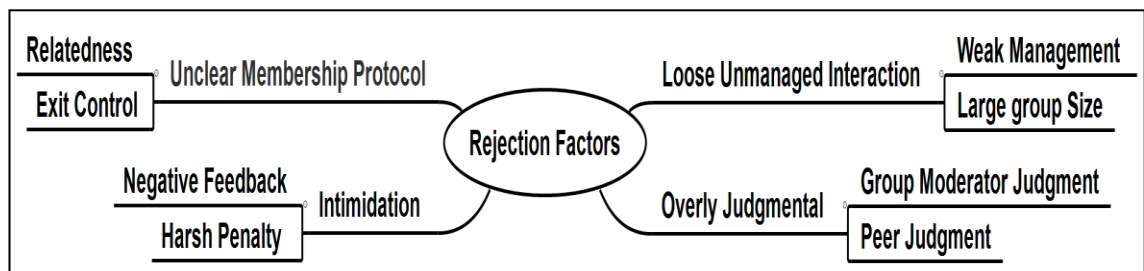 Relatedness
Exit Control
Unclear Membership Protocol
Negative Feedback
Harsh Penalty
Intimidation
Rejection Factors
Loose Unmanaged Interaction
Weak Management
Large group Size
Overly Judgmental
Group Moderator Judgment
Peer Judgment